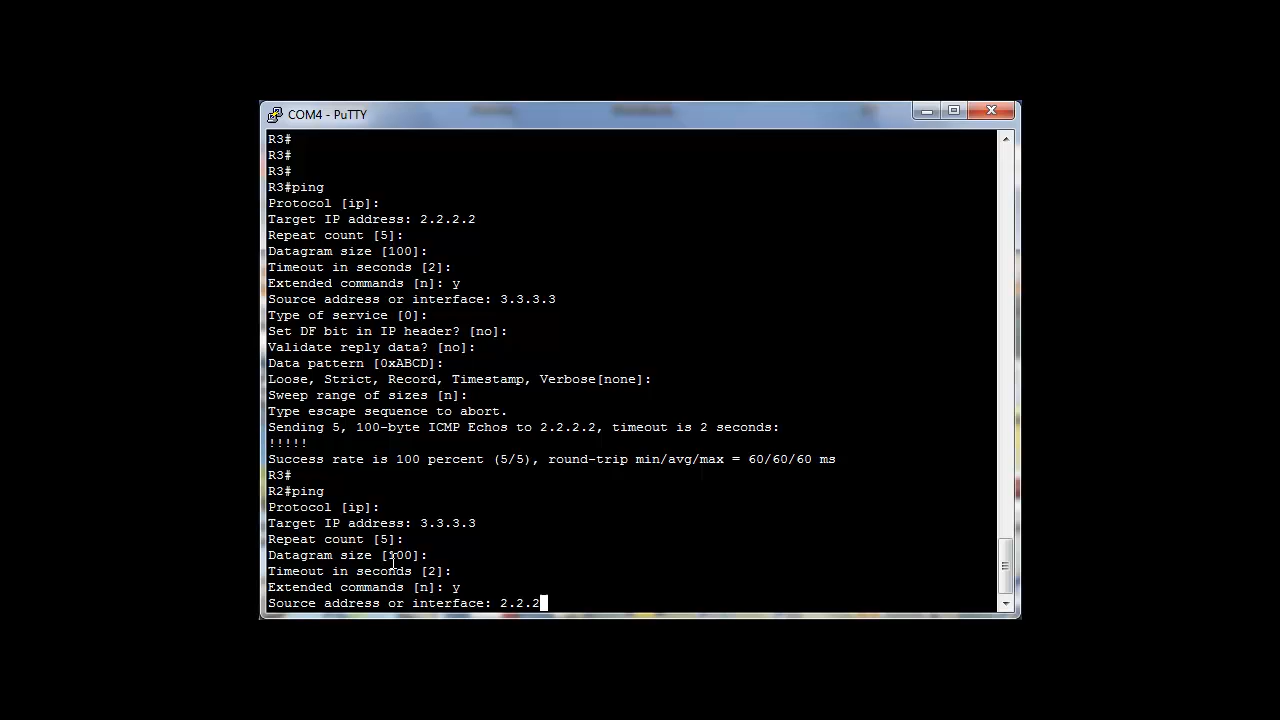 COM4 - PuTTY
R3#
R3#
R3#
R3#ping
Protocol [ip]:
Target IP address: 2.2.2.2
Repeat count [5]:
Datagram size [100]:
Timeout in seconds [2]:
Extended commands [n]: y
Source address or interface: 3.3.3.3
Type of service [0]:
Set DF bit in IP header? [no]:
Validate reply data? [no]:
Data pattern [0xABCD]:
Loose, Strict, Record, Timestamp, Verbose[none]:
Sweep range of sizes [n]:
Type escape sequence to abort.
Sending 5, 100-byte ICMP Echos to 2.2.2.2, timeout is 2 seconds:
!!!!!
Success rate is 100 percent (5/5), round-trip min/avg/max = 60/60/60 ms
R3#
R2#ping
Protocol [ip]:
Target IP address: 3.3.3.3
Repeat count [5]:
Datagram size [100]:
Timeout in seconds [2]:
Extended commands [n]: y
Source address or interface: 2.2.2